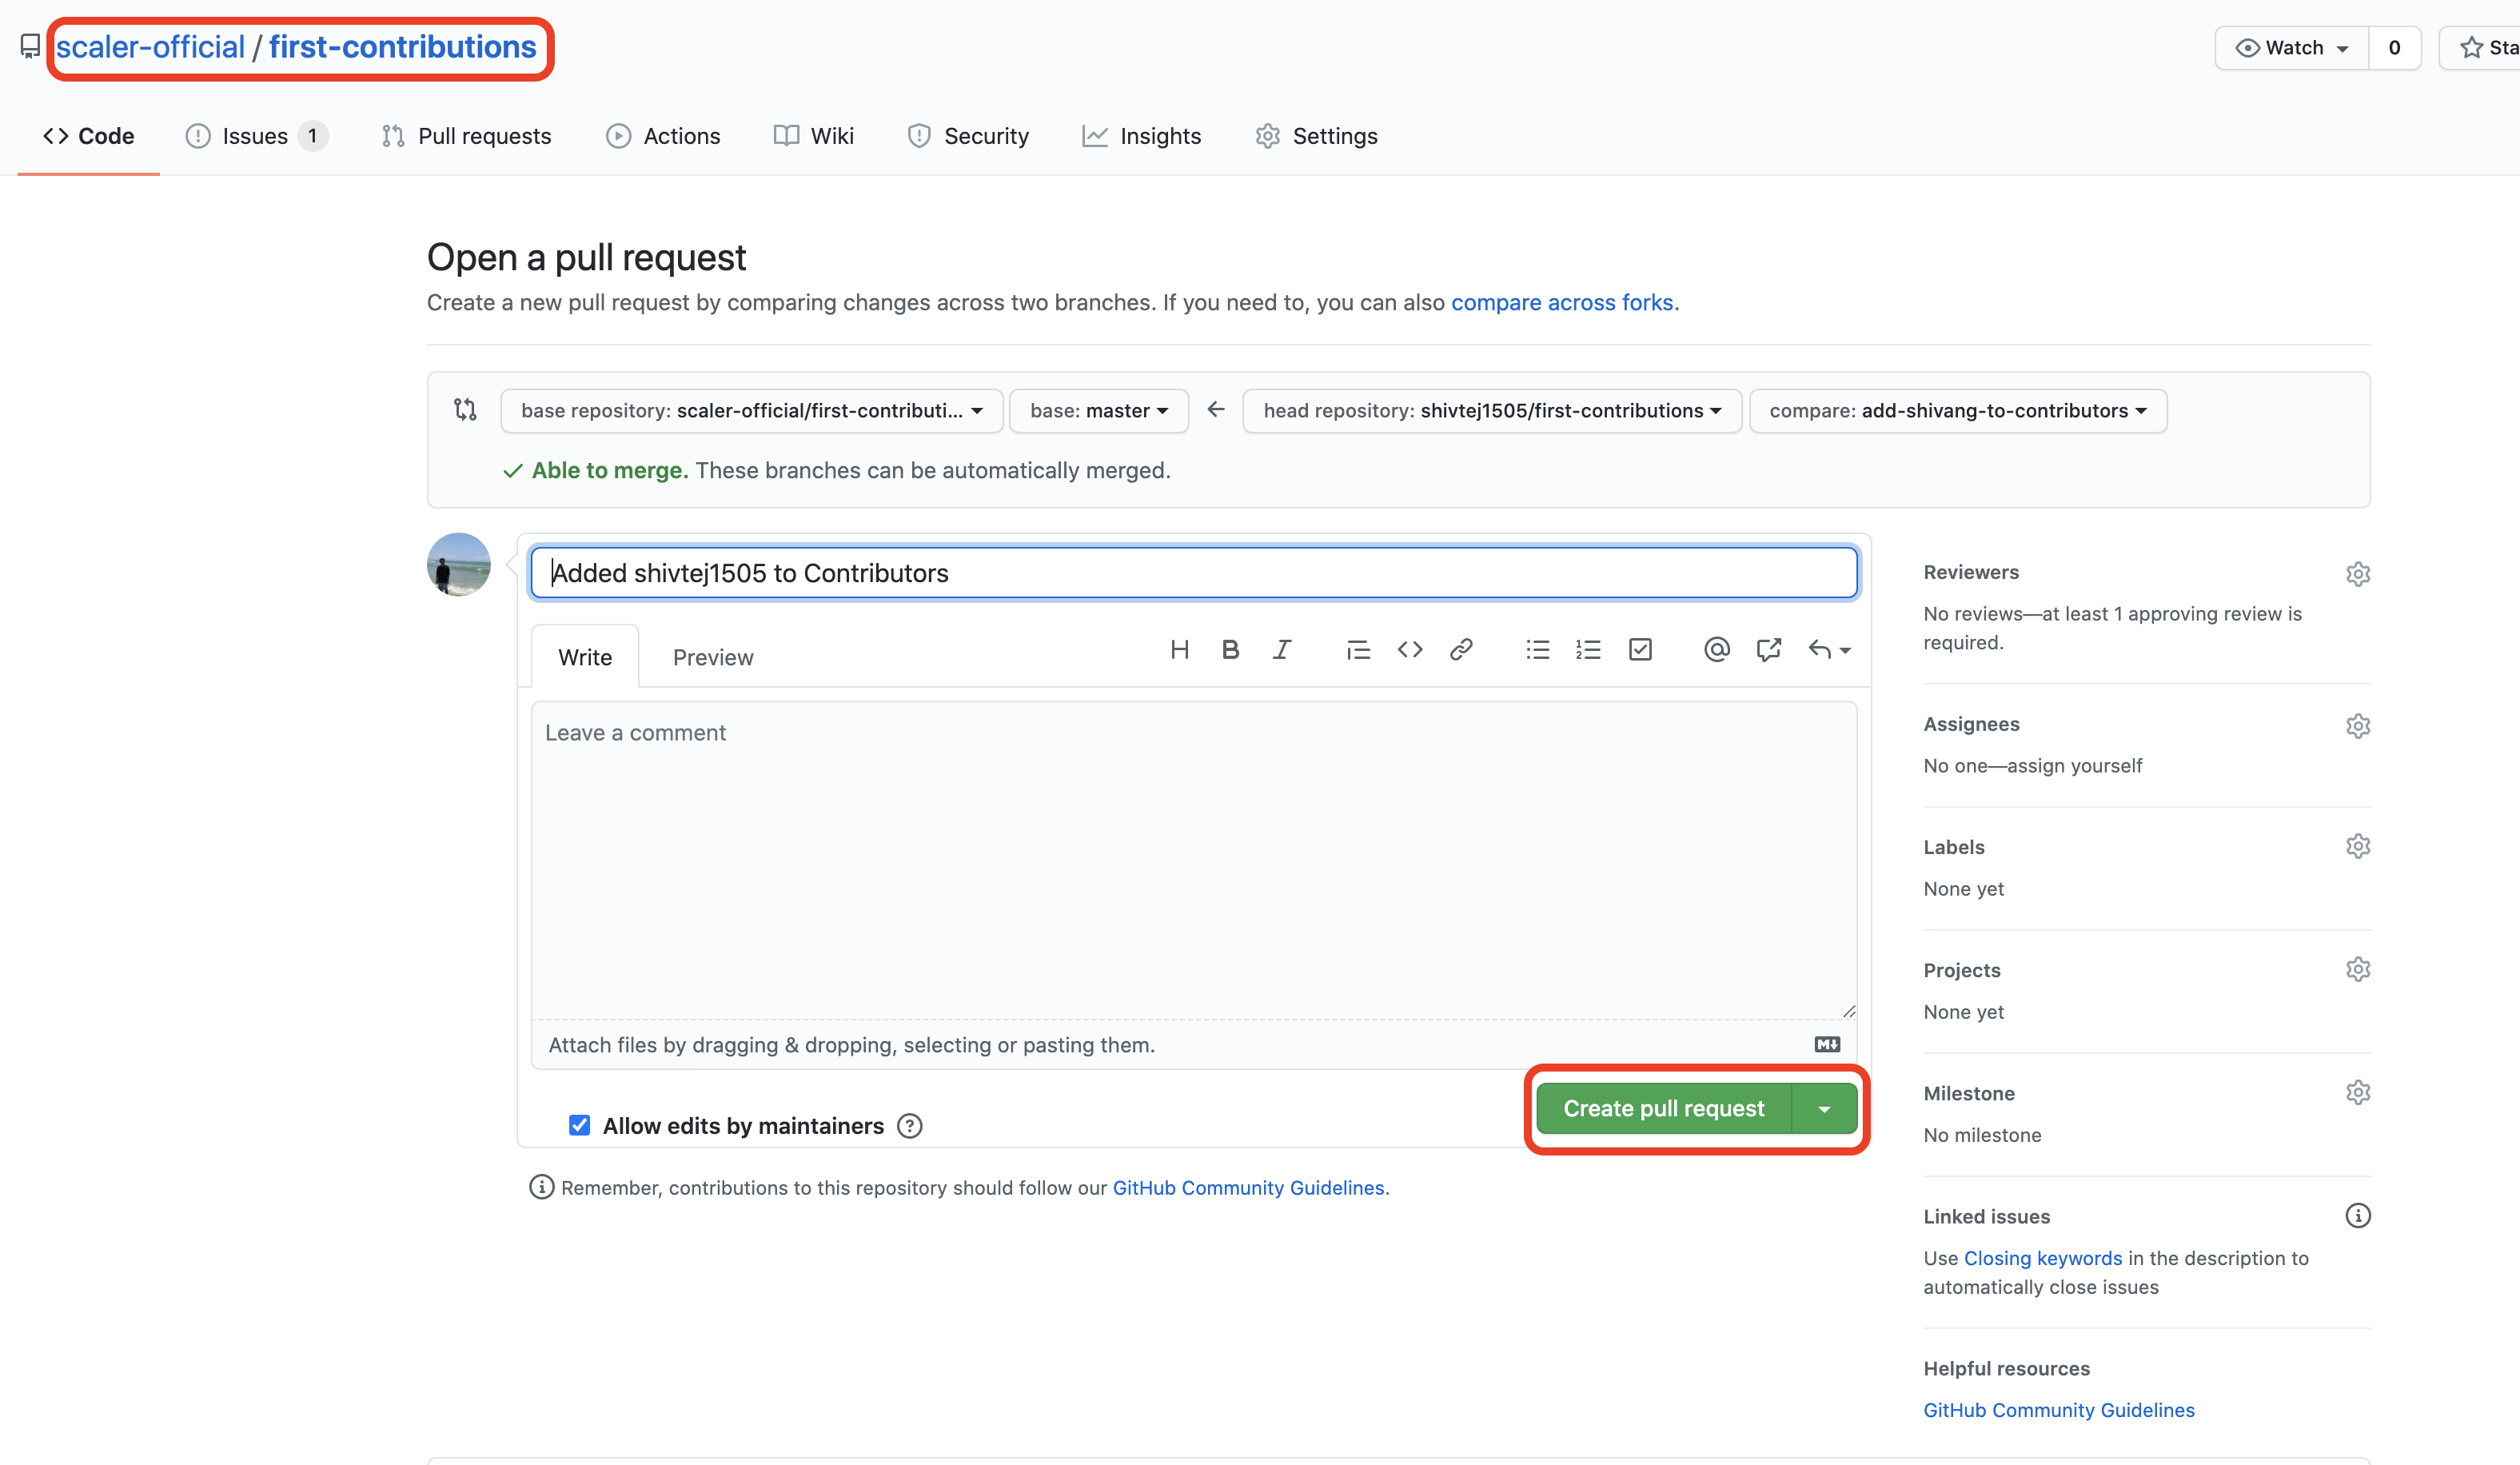 scaler-official / first-contributions
Watch 0
Code Issues 1 Pull requests Actions Wiki Security Insights Settings
Open a pull request
Create a new pull request by comparing changes across two branches. If you need to, you can also compare across forks.
base repository: scaler-official/first-contributi... base: master head repository: shivtej1505/first-contributions compare: add-shivang-to-contributors
Able to merge. These branches can be automatically merged.
Added shivtej1505 to Contributors
Write Preview
Leave a comment
Attach files by dragging & dropping, selecting or pasting them.
Allow edits by maintainers
Create pull request
Remember, contributions to this repository should follow our GitHub Community Guidelines.
Reviewers
No reviews—at least 1 approving review is
required.
Assignees
No one—assign yourself
Labels
None yet
Projects
None yet
Milestone
No milestone
Linked issues
Use Closing keywords in the description to
automatically close issues
Helpful resources
GitHub Community Guidelines